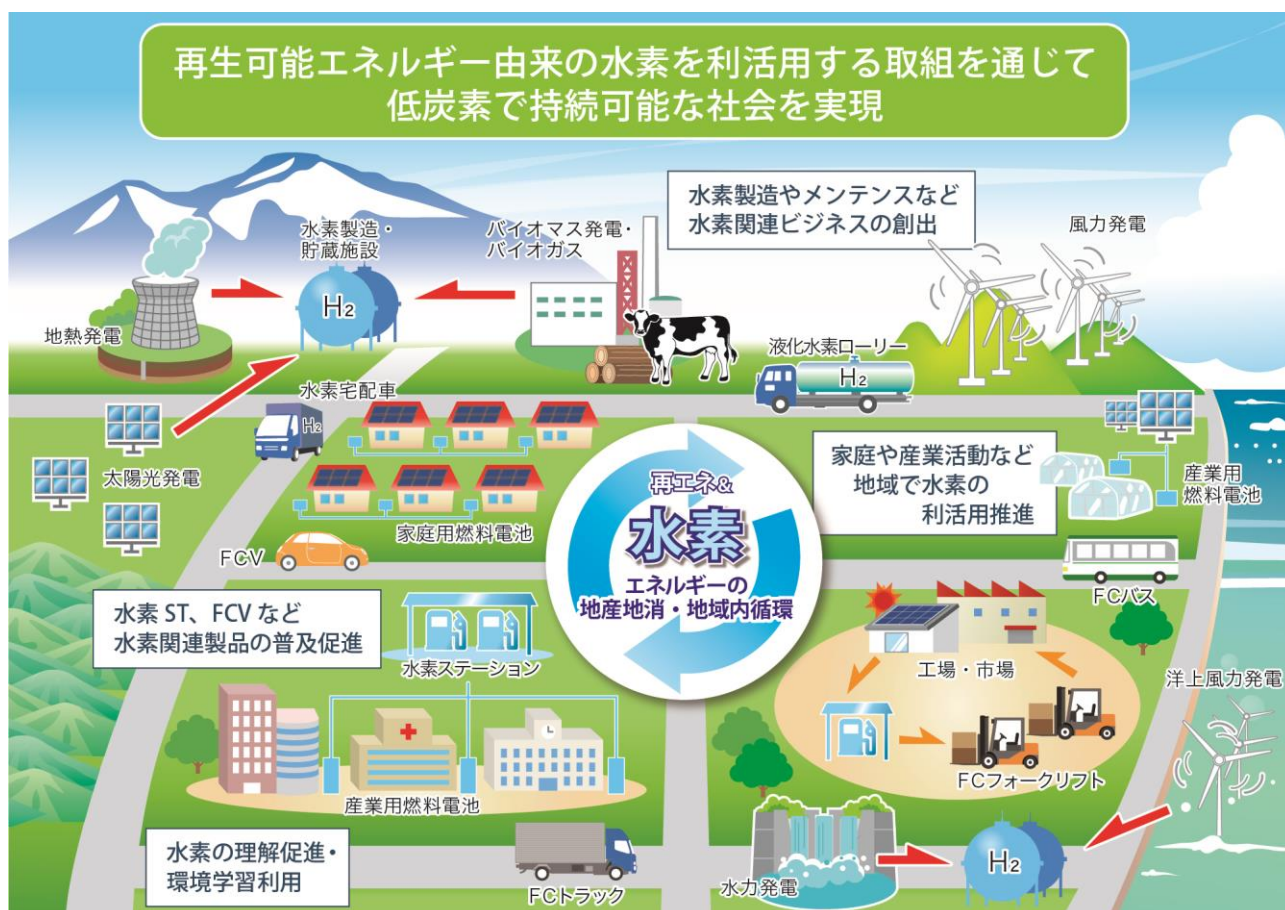 再生可能エネルギー由来の水素を利活用する取組を通じて
低炭素で持続可能な社会を実現
水素製造やメンテンスなど
水素関連ビジネスの創出
風力発電
水素製造・
貯蔵施設
バイオマス発電・
バイオガス
H2
地熱発電
液化水素ローリー
H2
水素宅配車
H2
太陽光発電
家庭用燃料電池
FCV
再エネ&
水素
エネルギーの
地産地消・地域内循環
家庭や産業活動など
地域で水素の
利活用推進
産業用
燃料電池
FCバス
水素 ST、FCV など
水素関連製品の普及促進
水素ステーション
工場・市場
洋上風力発電
FCフォークリフト
産業用燃料電池
水素の理解促進・
環境学習利用
FCトラック
水力発電
H2